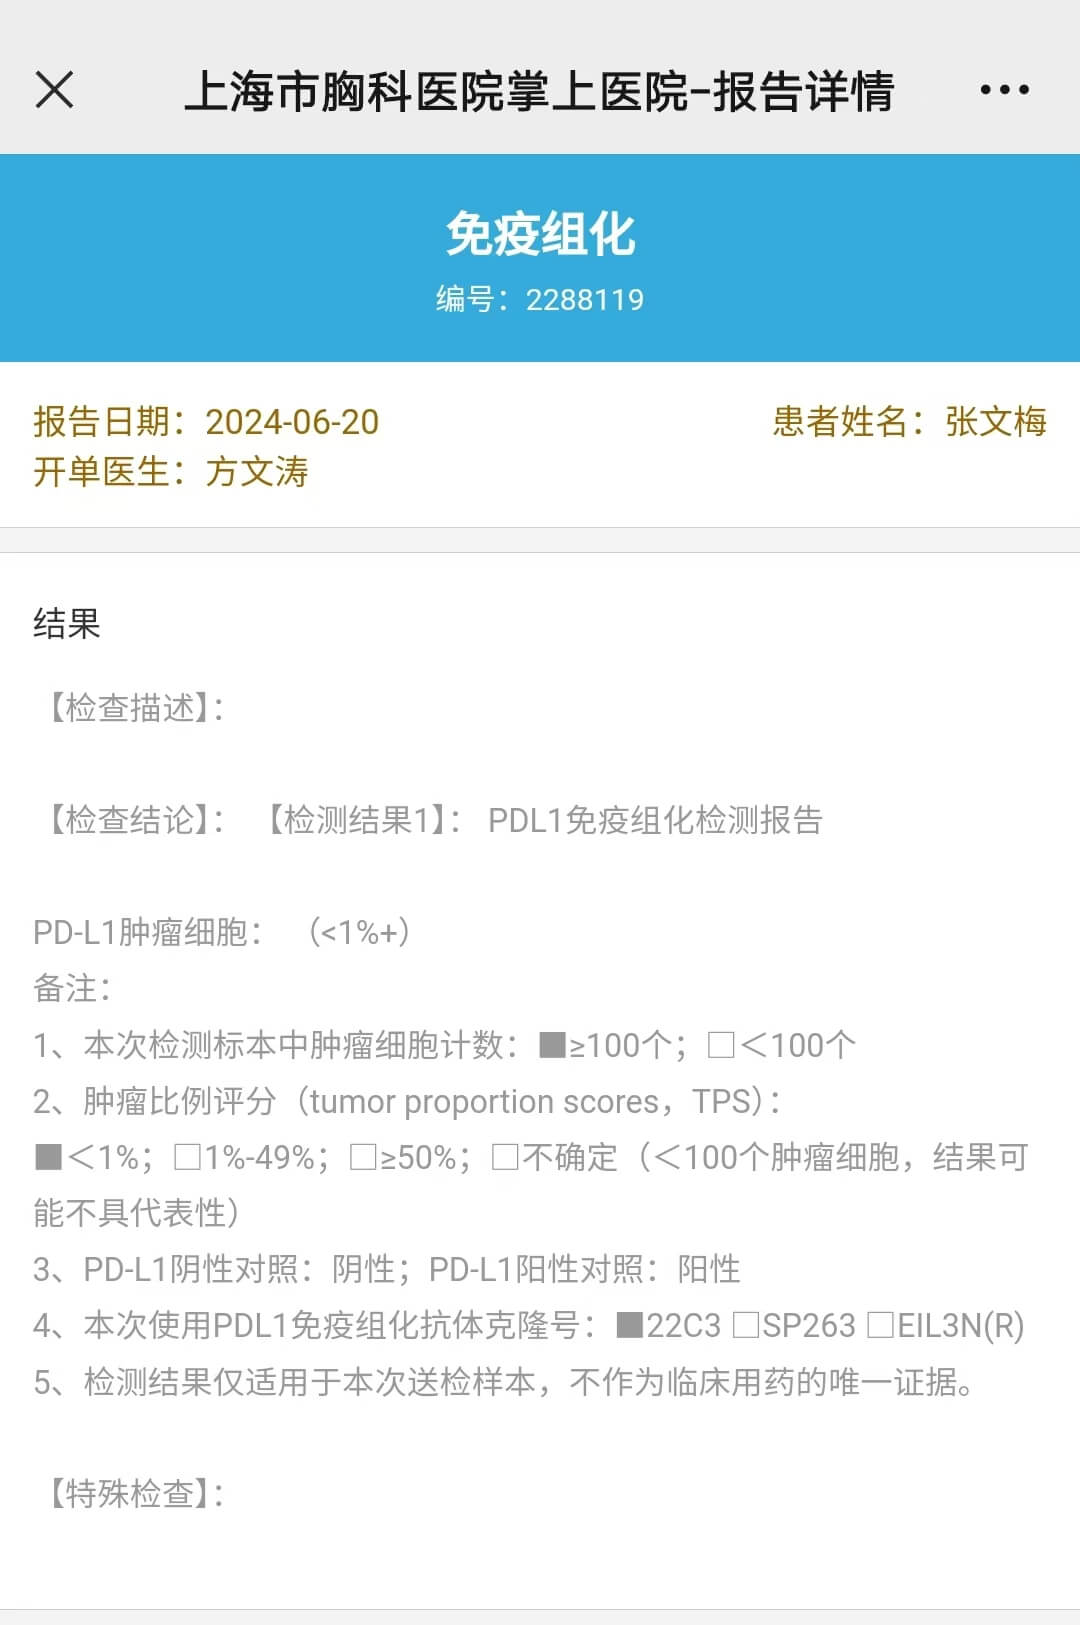 上海市胸科医院掌上医院-报告详情
免疫组化
编号：2288119
报告日期：2024-06-20
患者姓名：张文梅
开单医生：方文涛
结果
【检查描述】：
【检查结论】： 【检测结果1】： PDL1免疫组化检测报告
PD-L1肿瘤细胞： （<1%+）
备注：
1、本次检测标本中肿瘤细胞计数：■≥100个；□＜100个
2、肿瘤比例评分（tumor proportion scores，TPS）：
■＜1%；□1%-49%；□≥50%；□不确定（＜100个肿瘤细胞，结果可
能不具代表性）
3、PD-L1阴性对照：阴性；PD-L1阳性对照：阳性
4、本次使用PDL1免疫组化抗体克隆号：■22C3 □SP263 □EIL3N(R)
5、检测结果仅适用于本次送检样本，不作为临床用药的唯一证据。
【特殊检查】：